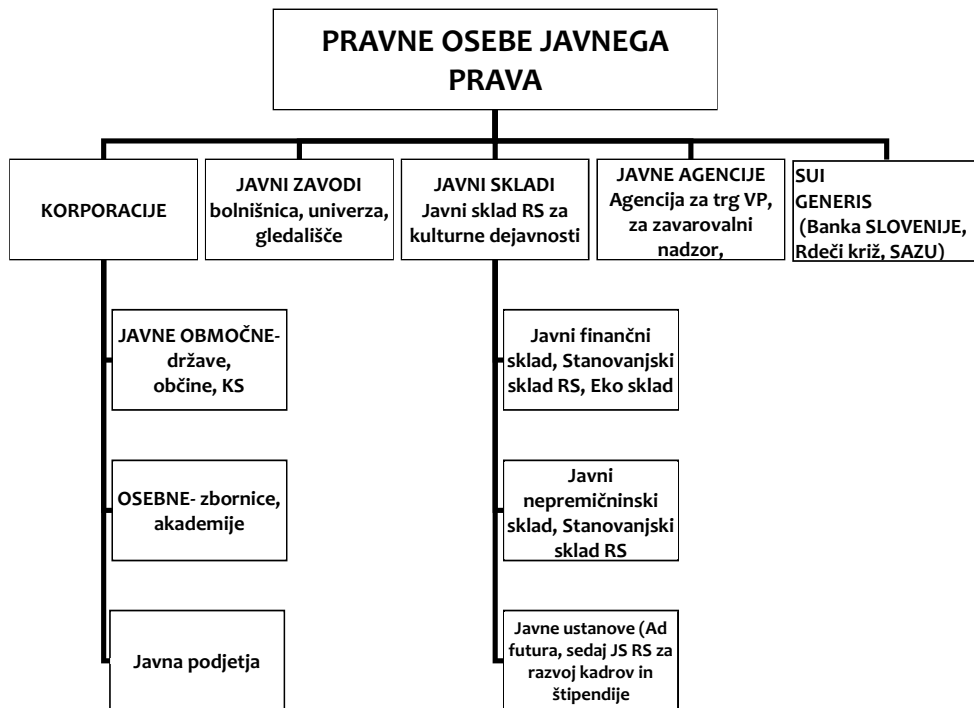 PRAVNE OSEBE JAVNEGA
PRAVA
KORPORACIJE
JAVNI ZAVODI
bolnišnica, univerza,
gledališče
JAVNI SKLADI
Javni sklad RS za
kulturne dejavnosti
JAVNE AGENCIJE
Agencija za trg VP,
za zavarovalni
nadzor,
SUI
GENERIS
(Banka SLOVENIJE,
Rdeči križ, SAZU)
JAVNE OBMOČNE-
države,
občine, KS
OSEBNE- zbornice,
akademije
Javna podjetja
Javni finančni
sklad, Stanovanjski
sklad RS, Eko sklad
Javni
nepremičninski
sklad, Stanovanjski
sklad RS
Javne ustanove (Ad
futura, sedaj JS RS za
razvoj kadrov in
štipendije